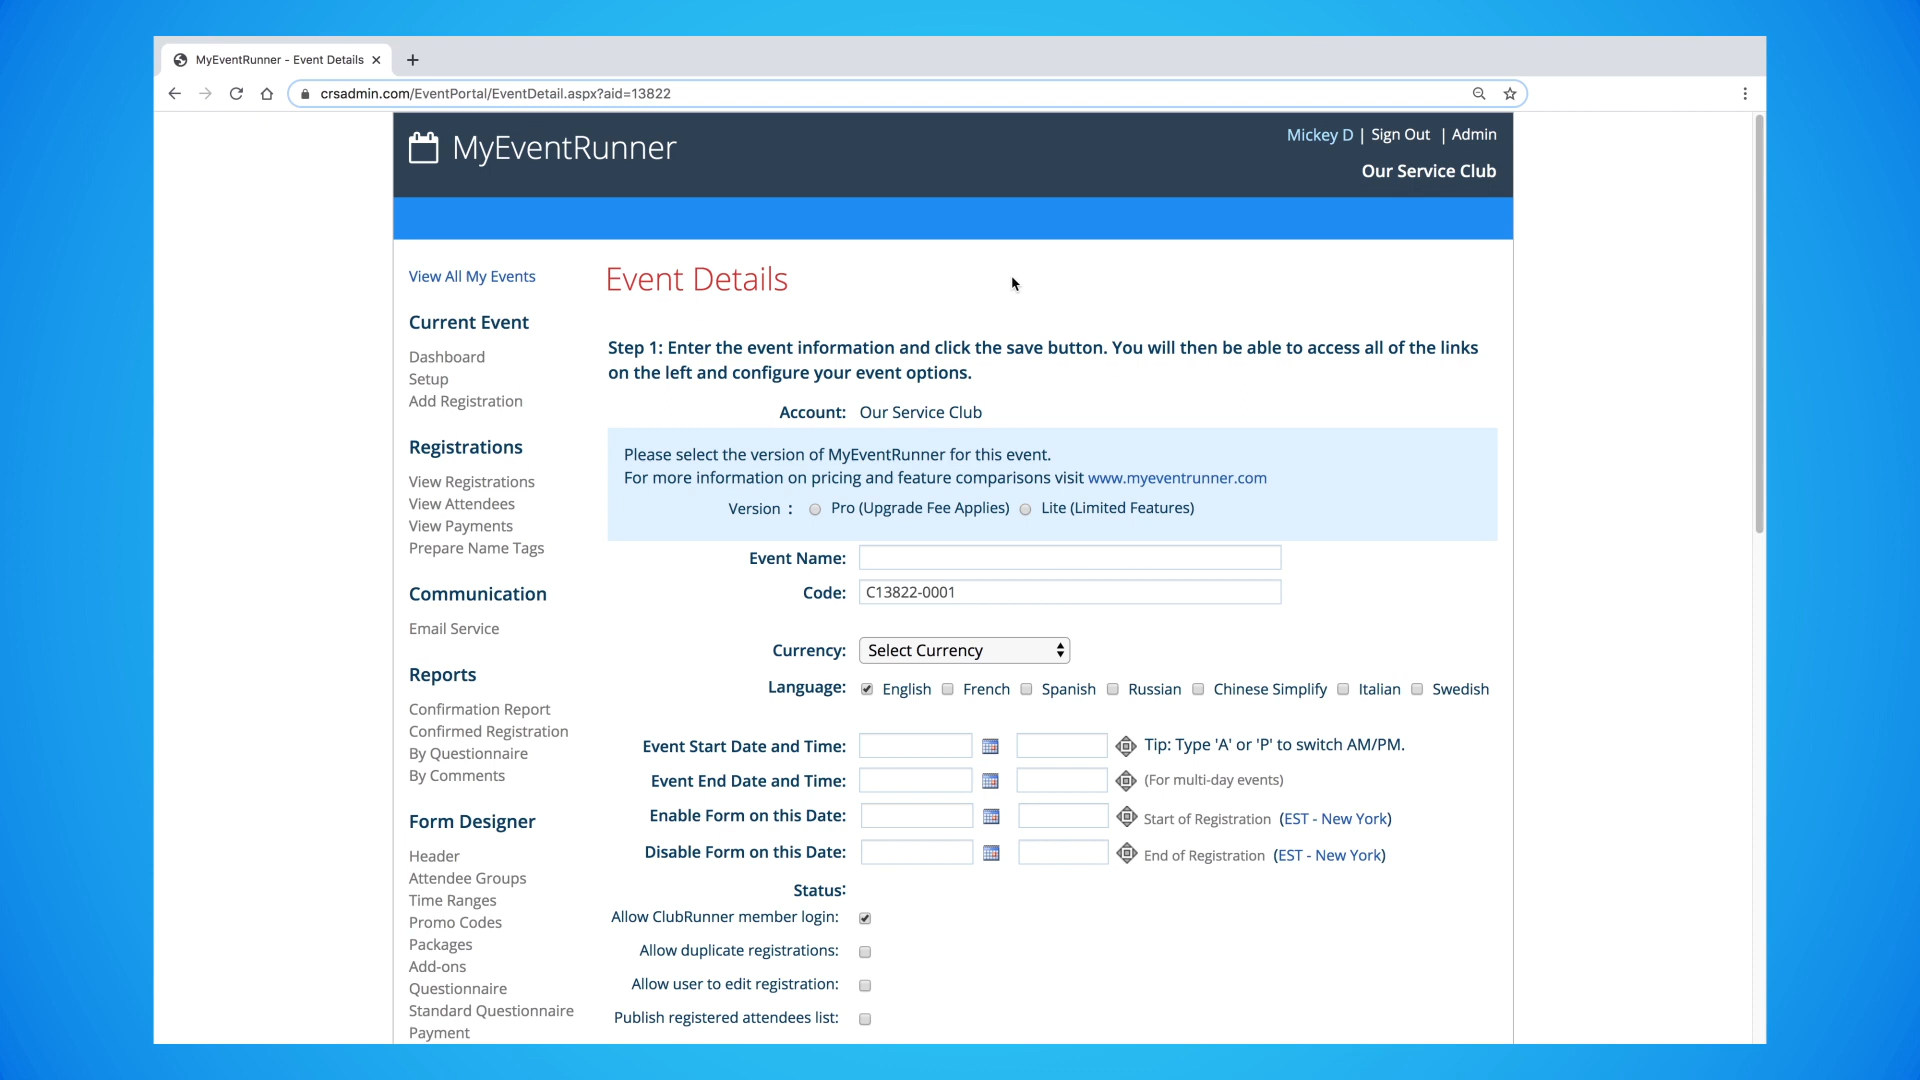 MyEventRunner - Event Details
crsadmin.com/EventPortal/EventDetail.aspx?aid=13822
MyEventRunner
Mickey D | Sign Out | Admin
Our Service Club
View All My Events
Current Event
Dashboard
Setup
Add Registration
Registrations
View Registrations
View Attendees
View Payments
Prepare Name Tags
Communication
Email Service
Reports
Confirmation Report
Confirmed Registration
By Questionnaire
By Comments
Form Designer
Header
Attendee Groups
Time Ranges
Promo Codes
Packages
Add-ons
Questionnaire
Standard Questionnaire
Payment
Event Details
Step 1: Enter the event information and click the save button. You will then be able to access all of the links
on the left and configure your event options.
Account: Our Service Club
Please select the version of MyEventRunner for this event.
For more information on pricing and feature comparisons visit www.myeventrunner.com
Version : Pro (Upgrade Fee Applies) Lite (Limited Features)
Event Name:
Code: C13822-0001
Currency: Select Currency
Language: English French Spanish Russian Chinese Simplify Italian Swedish
Event Start Date and Time: Tip: Type 'A' or 'P' to switch AM/PM.
Event End Date and Time: (For multi-day events)
Enable Form on this Date: Start of Registration (EST - New York)
Disable Form on this Date: End of Registration (EST - New York)
Status:
Allow ClubRunner member login:
Allow duplicate registrations:
Allow user to edit registration:
Publish registered attendees list: